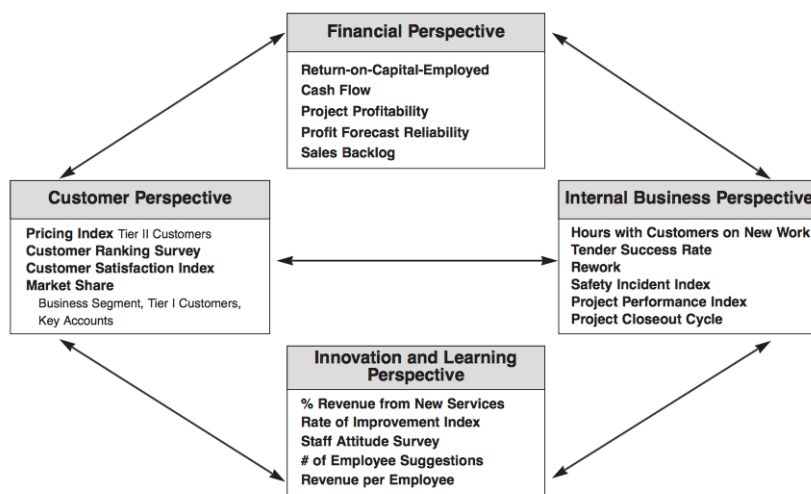 Financial Perspective
Return-on-Capital-Employed
Cash Flow
Project Profitability
Profit Forecast Reliability
Sales Backlog
Customer Perspective
Pricing Index Tier II Customers
Customer Ranking Survey
Customer Satisfaction Index
Market Share
Business Segment, Tier I Customers,
Key Accounts
Internal Business Perspective
Hours with Customers on New Work
Tender Success Rate
Rework
Safety Incident Index
Project Performance Index
Project Closeout Cycle
Innovation and Learning
Perspective
% Revenue from New Services
Rate of Improvement Index
Staff Attitude Survey
# of Employee Suggestions
Revenue per Employee